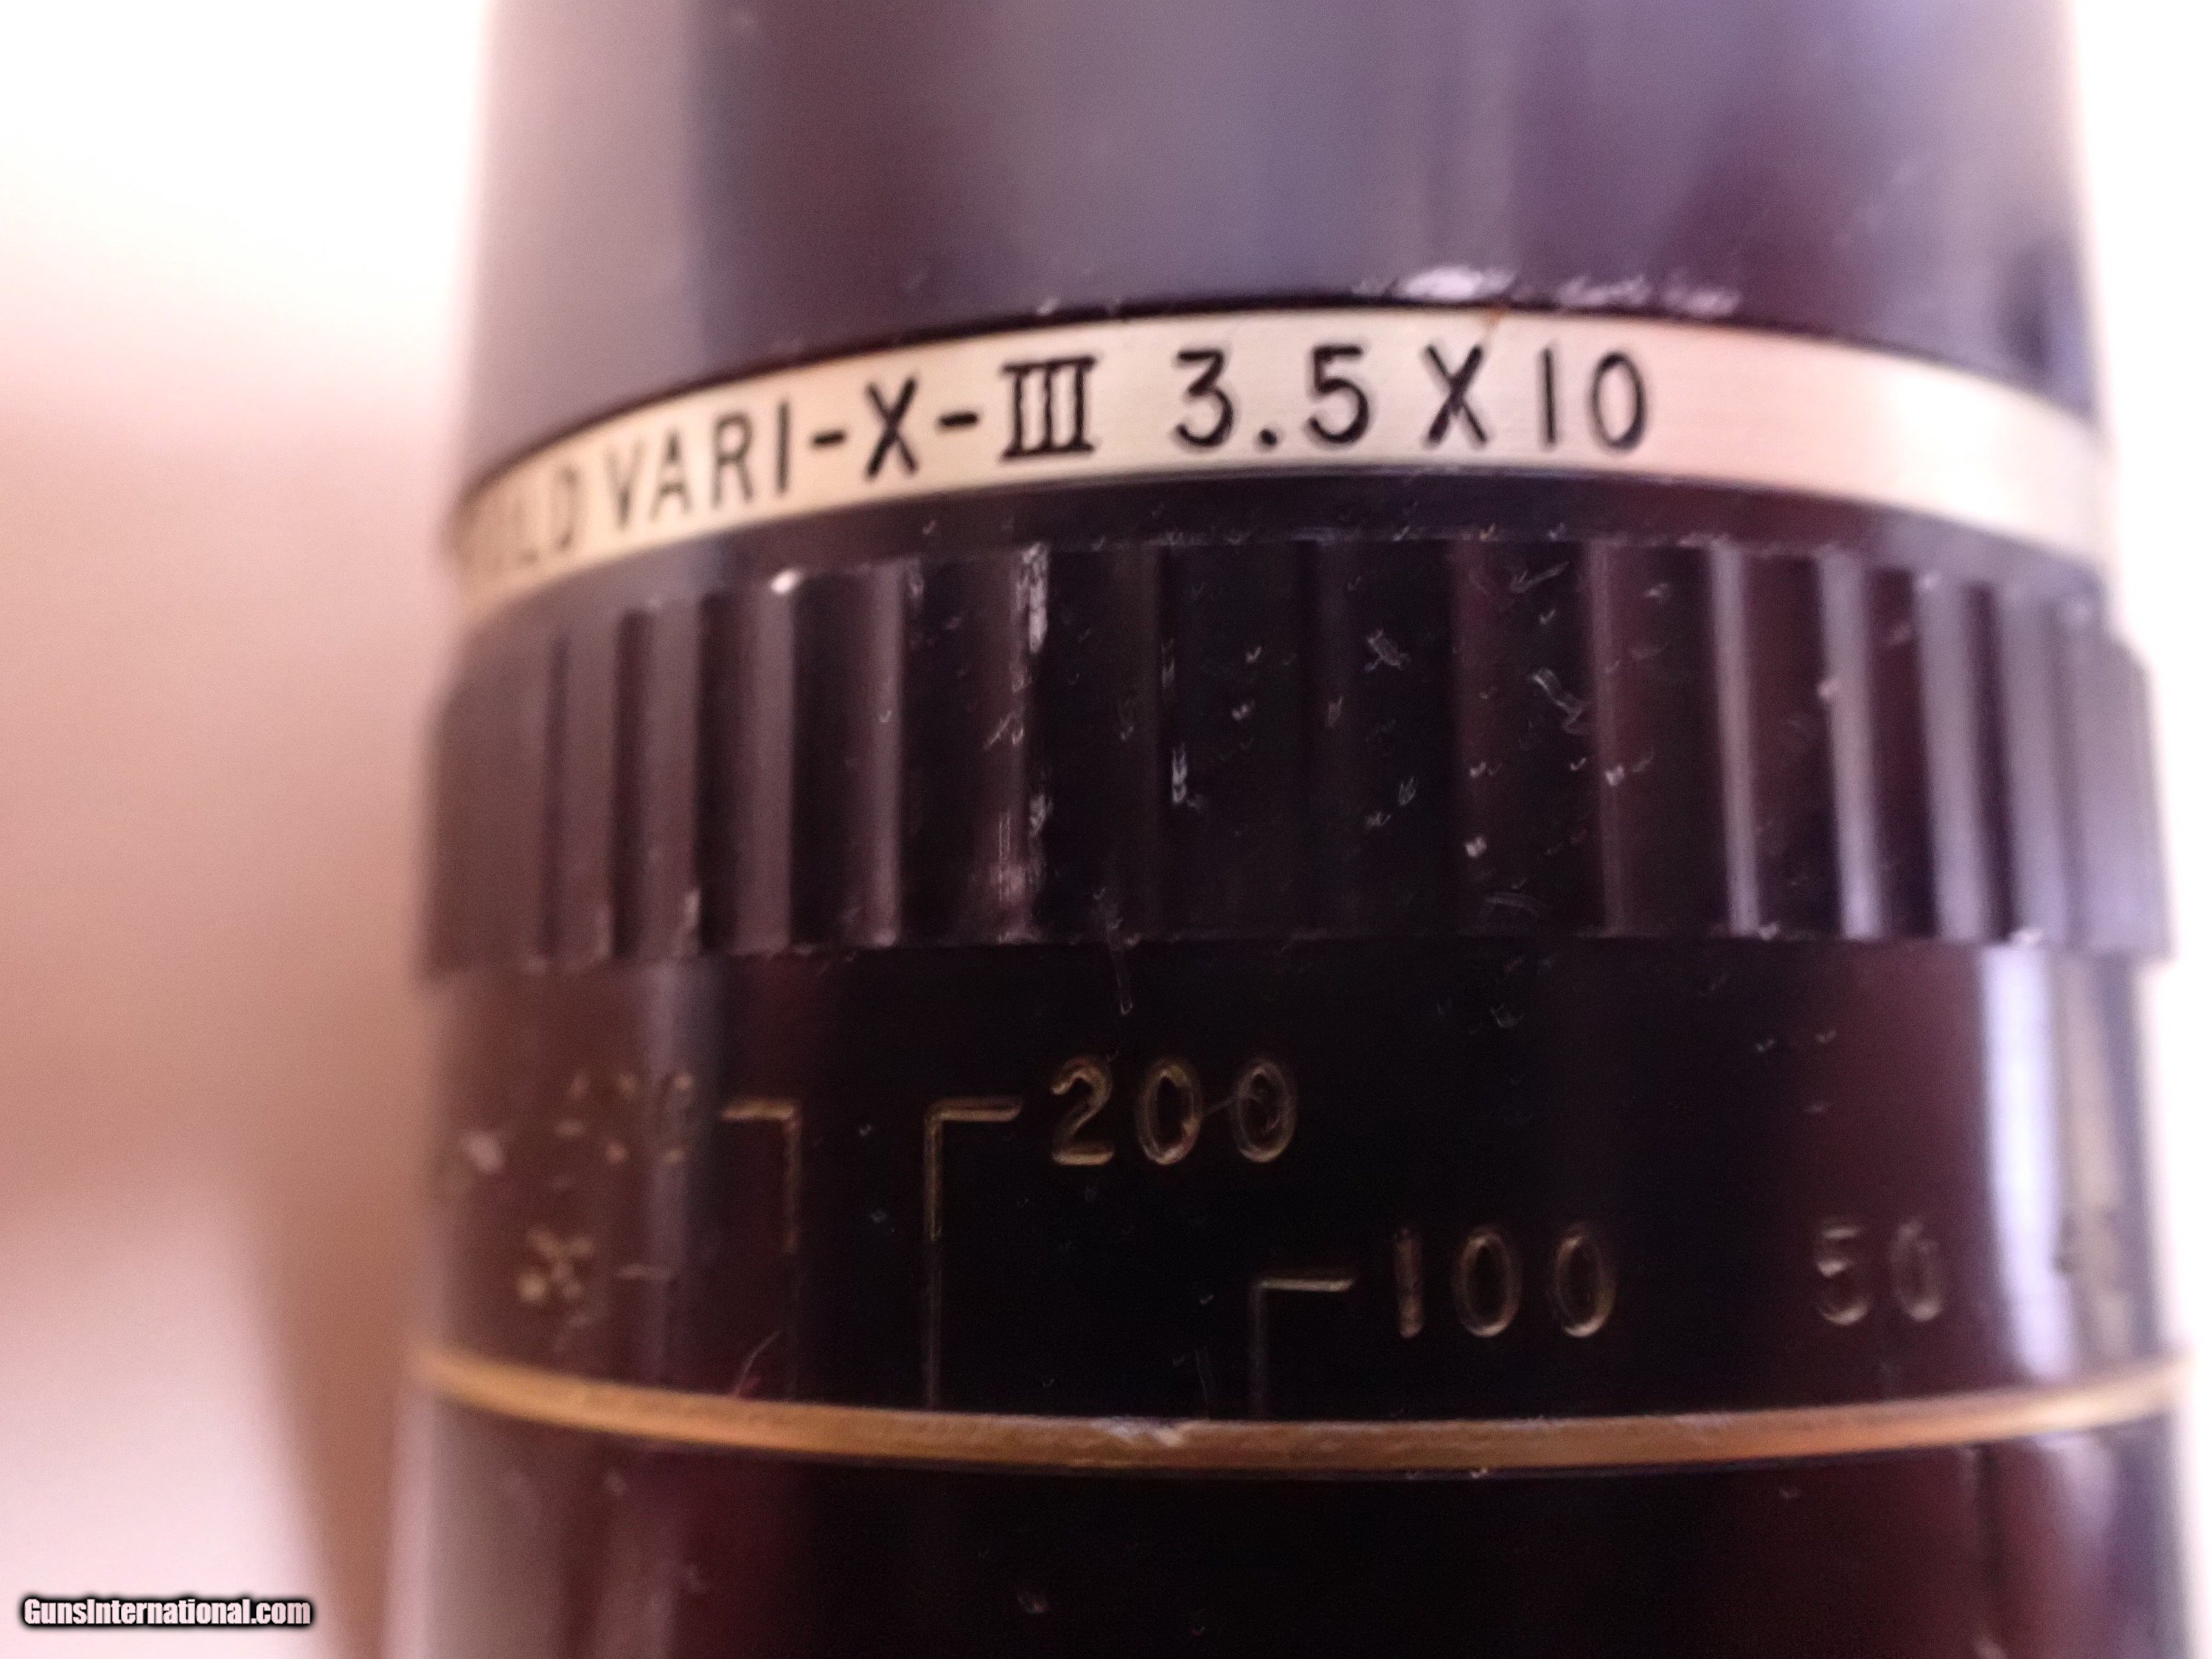 VARI-X-III 3.5X10
200
100 50
GunsInternational.com